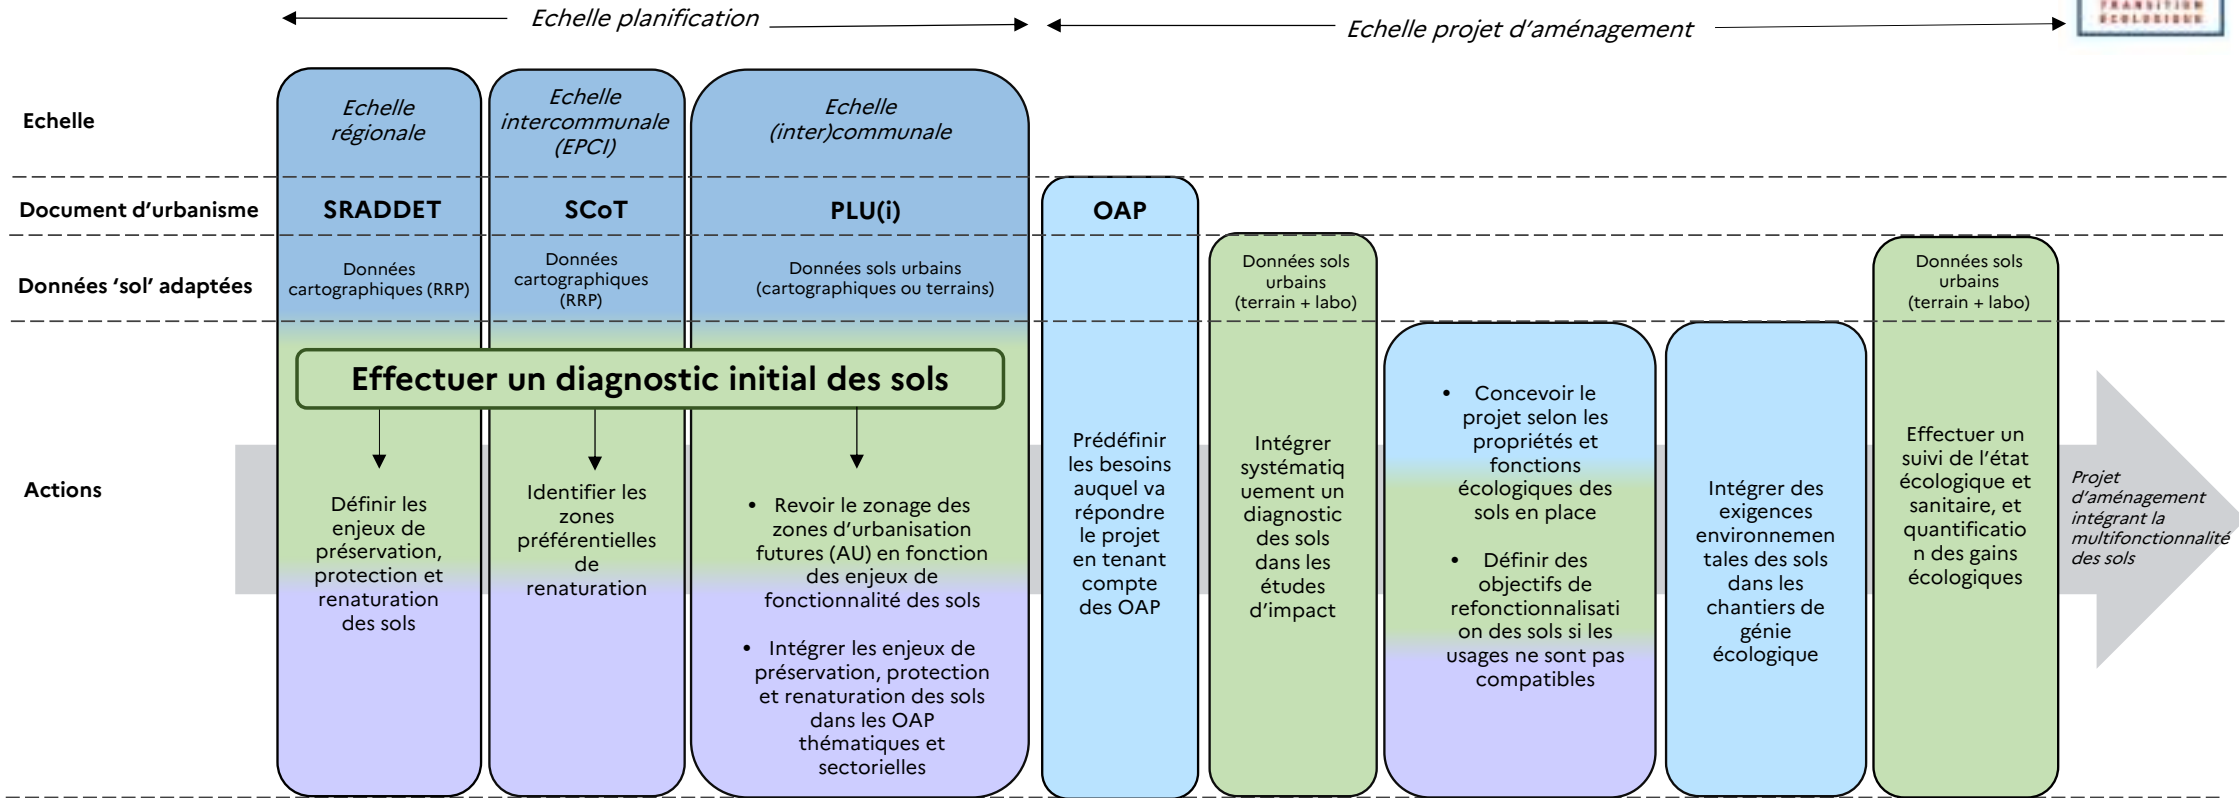 Echelle planification
Echelle projet d’aménagement
TRANSITION
ÉCOLOGIQUE
Echelle
Echelle
régionale
Echelle
intercommunale
(EPCI)
Echelle
(inter)communale
Document d’urbanisme
SRADDET
SCoT
PLU(i)
OAP
Données ‘sol’ adaptées
Données
cartographiques (RRP)
Données
cartographiques
(RRP)
Données sols urbains
(cartographiques ou terrains)
Données sols
urbains
(terrain + labo)
Données sols
urbains
(terrain + labo)
Effectuer un diagnostic initial des sols
Actions
Définir les
enjeux de
préservation,
protection et
renaturation
des sols
Identifier les
zones
préférentielles
de
renaturation
• Revoir le zonage des
zones d’urbanisation
futures (AU) en fonction
des enjeux de
fonctionnalité des sols
• Intégrer les enjeux de
préservation, protection
et renaturation des sols
dans les OAP
thématiques et
sectorielles
Prédéfinir
les besoins
auquel va
répondre
le projet
en tenant
compte
des OAP
Intégrer
systématiq
uement un
diagnostic
des sols
dans les
études
d’impact
• Concevoir le
projet selon les
propriétés et
fonctions
écologiques des
sols en place
• Définir des
objectifs de
refonctionnalisati
on des sols si les
usages ne sont pas
compatibles
Intégrer des
exigences
environnemen
tales des sols
dans les
chantiers de
génie
écologique
Effectuer un
suivi de l’état
écologique et
sanitaire, et
quantificatio
n des gains
écologiques
Projet
d’aménagement
intégrant la
multifonctionnalité
des sols